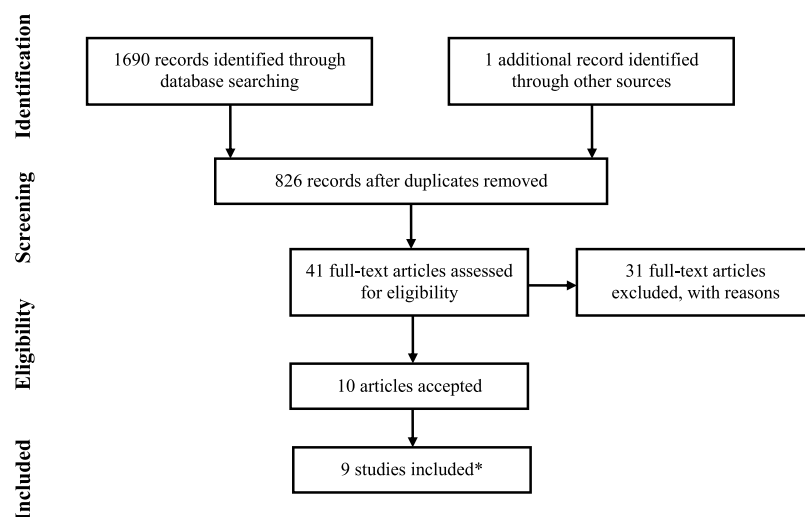 Identification
1690 records identified through
database searching
1 additional record identified
through other sources
Screening
826 records after duplicates removed
41 full-text articles assessed
for eligibility
31 full-text articles
excluded, with reasons
Eligibility
10 articles accepted
Included
9 studies included*